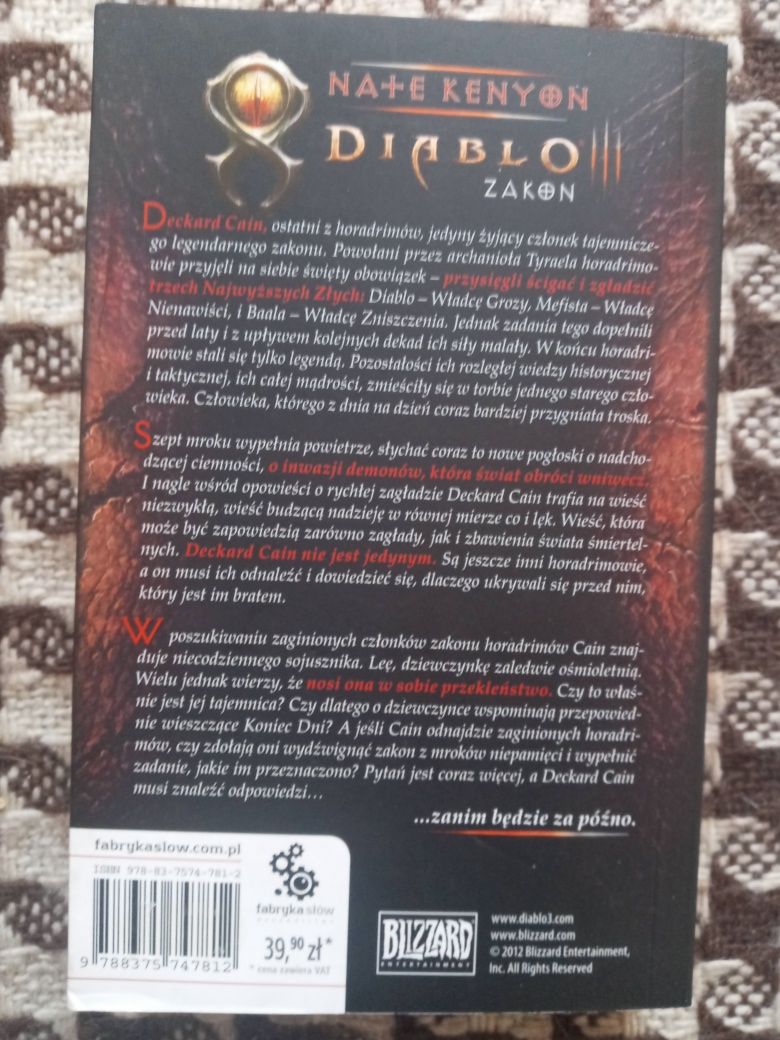 NATE KENYON
DIABLO III
ZAKON
Deckard Cain, ostatni z horadrimów, jedyny żyjący członek tajemnicze-
go legendarnego zakonu. Powołani przez archanioła Tyraela horadrimo-
wie przyjęli na siebie święty obowiązek – przysięgli ścigać i zgładzić
trzech Najwyższych Złych: Diablo – Władcę Grozy, Mefista – Władcę
Nienawiści, i Baala – Władcę Zniszczenia. Jednak zadania tego dopełnili
przed laty i z upływem kolejnych dekad ich siły malały. W końcu horadri-
mowie stali się tylko legendą. Pozostałości ich rozległej wiedzy historycznej
i taktycznej, ich całej mądrości, zmieściły się w torbie jednego starego czło-
wieka. Człowieka, którego z dnia na dzień coraz bardziej przygniata troska.
Szept mroku wypełnia powietrze, słychać coraz to nowe pogłoski o nadcho-
dzącej ciemności, o inwazji demonów, która świat obróci wniwecz.
I nagle wśród opowieści o rychłej zagładzie Deckard Cain trafia na wieść
niezwykłą, wieść budzącą nadzieję w równej mierze co i lęk. Wieść, która
może być zapowiedzią zarówno zagłady, jak i zbawienia świata śmiertel-
nych. Deckard Cain nie jest jedynym. Są jeszcze inni horadrimowie,
a on musi ich odnaleźć i dowiedzieć się, dlaczego ukrywali się przed nim,
który jest im bratem.
W poszukiwaniu zaginionych członków zakonu horadrimów Cain znaj-
duje niecodziennego sojusznika. Leę, dziewczynkę zaledwie ośmioletnią.
Wielu jednak wierzy, że nosi ona w sobie przekleństwo. Czy to właś-
nie jest jej tajemnica? Czy dlatego o dziewczynce wspominają przepowied-
nie wieszczące Koniec Dni? A jeśli Cain odnajdzie zaginionych horadri-
mów, czy zdołają oni wydźwignąć zakon z mroków niepamięci i wypełnić
zadanie, jakie im przeznaczono? Pytań jest coraz więcej, a Deckard Cain
musi znaleźć odpowiedzi...
...zanim będzie za późno.
fabrykaslow.com.pl
ISBN 978-83-7574-781-2
9 788375 747812
fabryka słów
39,90 zł*
* cena zawiera VAT
BLIZZARD
ENTERTAINMENT
www.diablo3.com
www.blizzard.com
© 2012 Blizzard Entertainment,
Inc. All Rights Reserved